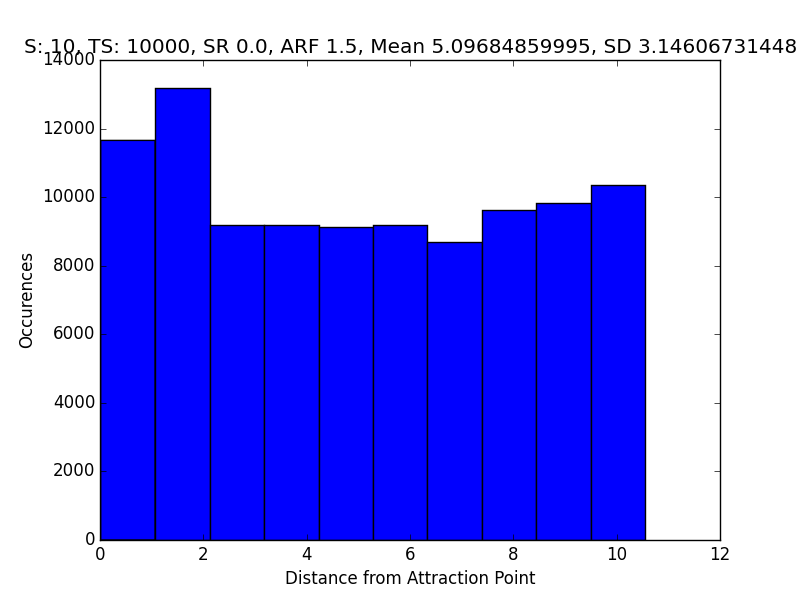 S: 10, TS: 10000, SR 0.0, ARF 1.5, Mean 5.09684859995, SD 3.14606731448
14000
12000
10000
8000
6000
4000
2000
0
Occurences
0 2 4 6 8 10 12
Distance from Attraction Point